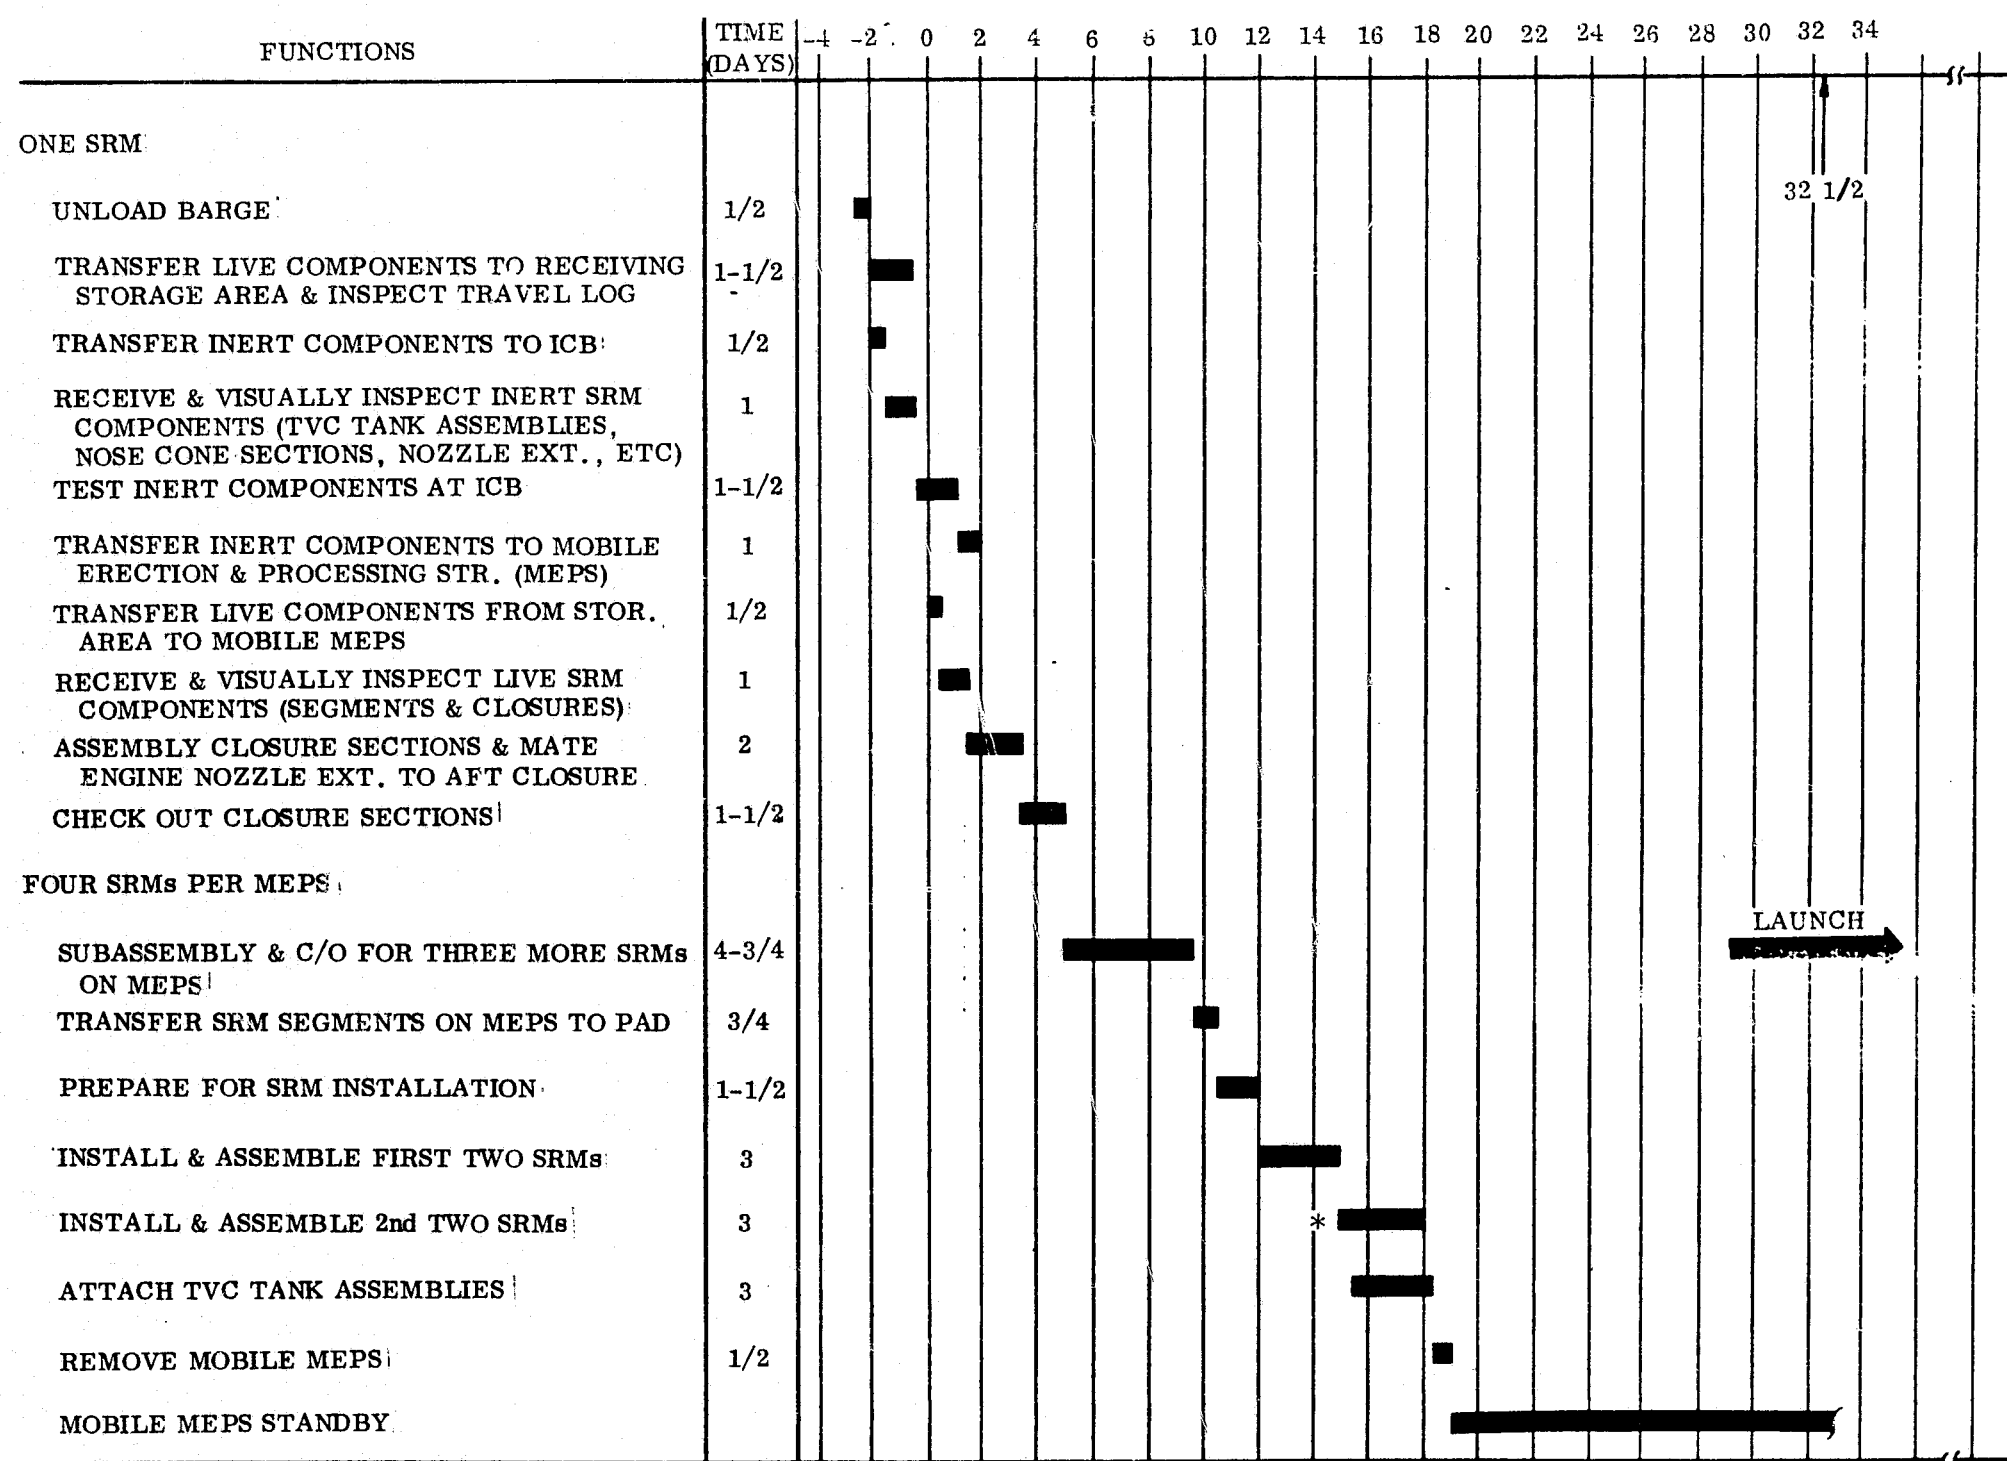 FUNCTIONS TIME (DAYS) -4 -2 0 2 4 6 8 10 12 14 16 18 20 22 24 26 28 30 32 34
ONE SRM
32 1/2
UNLOAD BARGE 1/2
TRANSFER LIVE COMPONENTS TO RECEIVING 1-1/2
STORAGE AREA & INSPECT TRAVEL LOG
TRANSFER INERT COMPONENTS TO ICB 1/2
RECEIVE & VISUALLY INSPECT INERT SRM 1
COMPONENTS (TVC TANK ASSEMBLIES,
NOSE CONE SECTIONS, NOZZLE EXT., ETC)
TEST INERT COMPONENTS AT ICB 1-1/2
TRANSFER INERT COMPONENTS TO MOBILE 1
ERECTION & PROCESSING STR. (MEPS)
TRANSFER LIVE COMPONENTS FROM STOR. 1/2
AREA TO MOBILE MEPS
RECEIVE & VISUALLY INSPECT LIVE SRM 1
COMPONENTS (SEGMENTS & CLOSURES)
ASSEMBLY CLOSURE SECTIONS & MATE 2
ENGINE NOZZLE EXT. TO AFT CLOSURE
CHECK OUT CLOSURE SECTIONS 1-1/2
FOUR SRMs PER MEPS
LAUNCH
SUBASSEMBLY & C/O FOR THREE MORE SRMs 4-3/4
ON MEPS
TRANSFER SRM SEGMENTS ON MEPS TO PAD 3/4
PREPARE FOR SRM INSTALLATION 1-1/2
INSTALL & ASSEMBLE FIRST TWO SRMs 3
INSTALL & ASSEMBLE 2nd TWO SRMs 3 *
ATTACH TVC TANK ASSEMBLIES 3
REMOVE MOBILE MEPS 1/2
MOBILE MEPS STANDBY